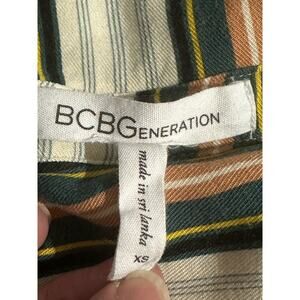 BCBGENERATION
made in sri lanka
XS